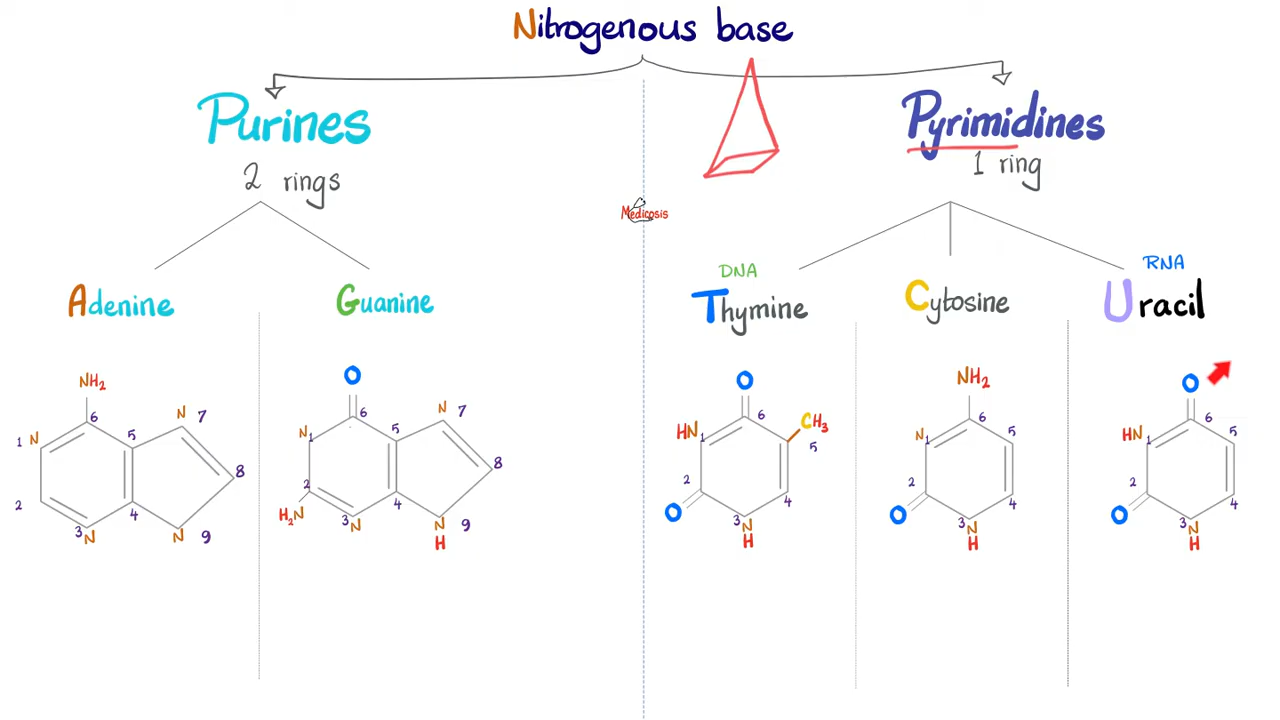 Nitrogenous base
Purines
2 rings
Pyrimidines
1 ring
Medicosis
Adenine
Guanine
DNA
Thymine
Cytosine
RNA
Uracil
NH2
6
1 N
5
N 7
8
2
3 N
4
N 9
O
6
N 1
5
N 7
8
2
H2N
3 N
4
N 9
H
O
6
HN 1
CH3
5
2
O
3 N
H
4
NH2
6
N 1
5
2
O
3 N
H
4
O
6
HN 1
5
2
O
3 N
H
4